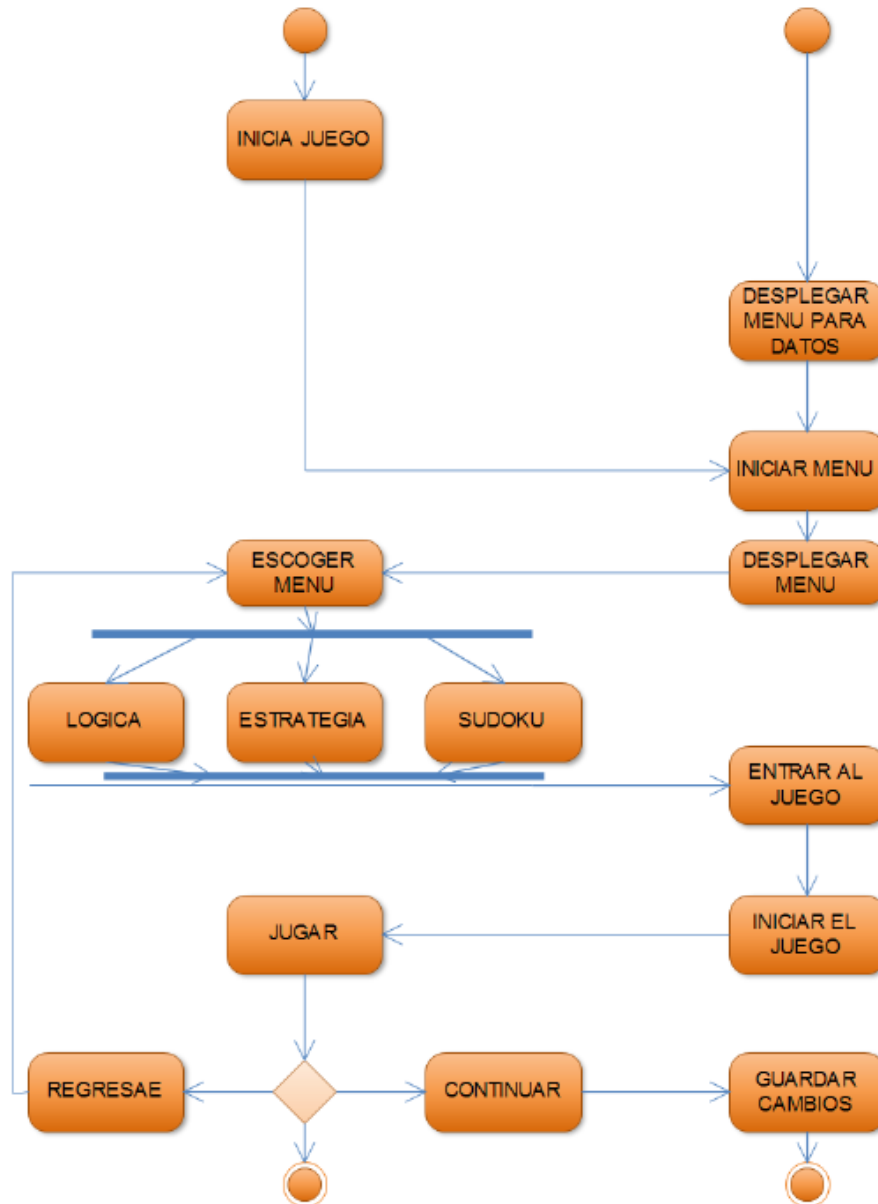 INICIA JUEGO
DESPLEGAR
MENU PARA
DATOS
INICIAR MENU
ESCOGER
MENU
DESPLEGAR
MENU
LOGICA
ESTRATEGIA
SUDOKU
ENTRAR AL
JUEGO
JUGAR
INICIAR EL
JUEGO
REGRESAE
CONTINUAR
GUARDAR
CAMBIOS